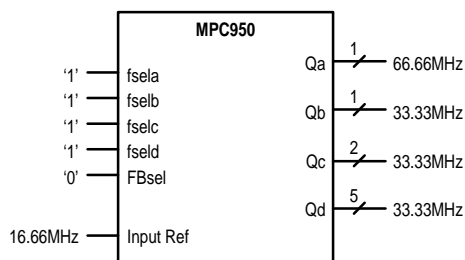 MPC950
‘1’ fsela Qa 1 66.66MHz
‘1’ fselb Qb 1 33.33MHz
‘1’ fselc Qc 2 33.33MHz
‘1’ fseld
‘0’ FBsel Qd 5 33.33MHz
16.66MHz Input Ref